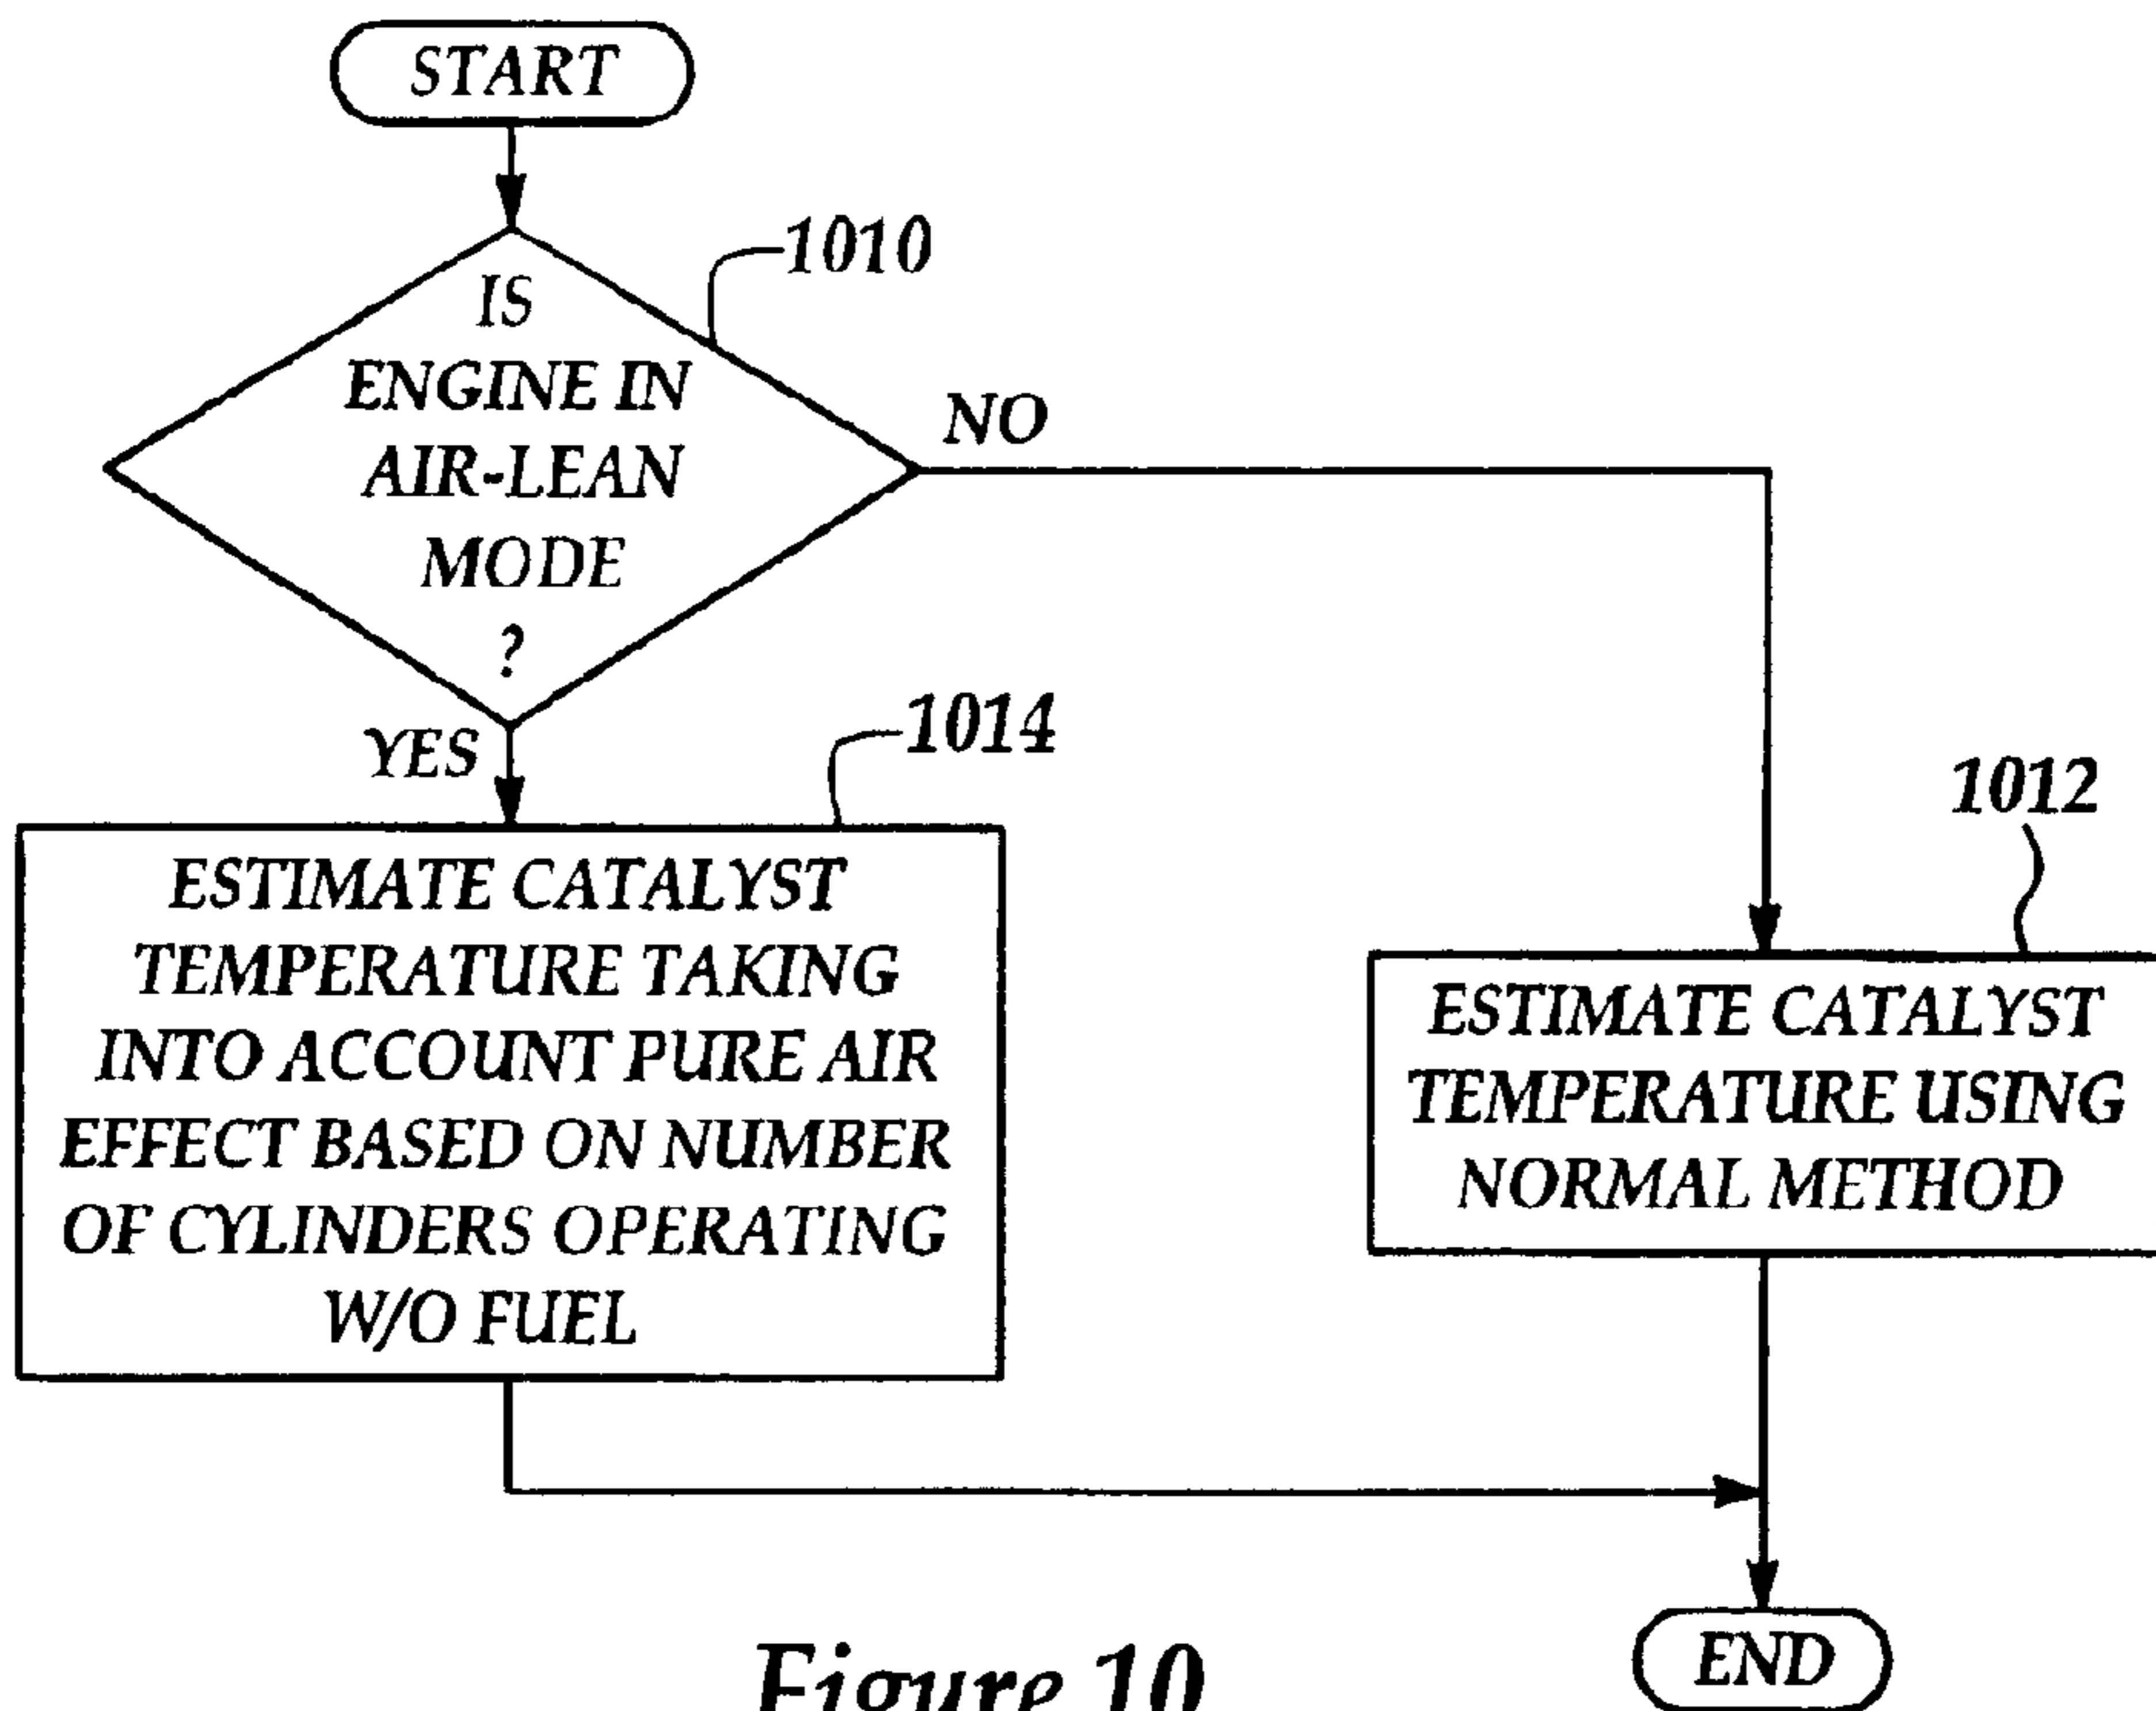 START
1010
IS
ENGINE IN
AIR-LEAN
MODE
?
NO
YES
1014
ESTIMATE CATALYST
TEMPERATURE TAKING
INTO ACCOUNT PURE AIR
EFFECT BASED ON NUMBER
OF CYLINDERS OPERATING
W/O FUEL
1012
ESTIMATE CATALYST
TEMPERATURE USING
NORMAL METHOD
END
Figure 10